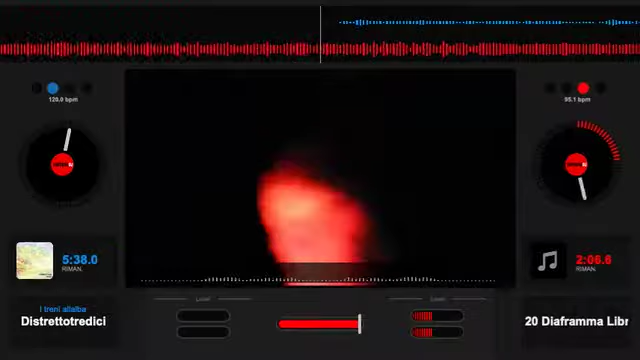 120.0 bpm
95.1 bpm
5:38.0
RIMAN.
2:06.6
RIMAN.
I treni allalba
Distrettotredici
20 Diaframma Libr